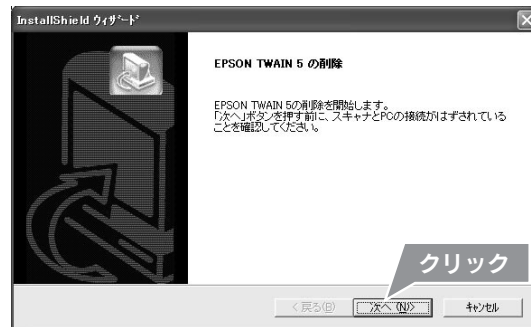 InstallShield ウィザード
EPSON TWAIN 5 の削除
EPSON TWAIN 5の削除を開始します。
「次へ」ボタンを押す前に、スキャナとPCの接続がはずされている
ことを確認してください。
クリック
< 戻る(B) 次へ (N)> キャンセル